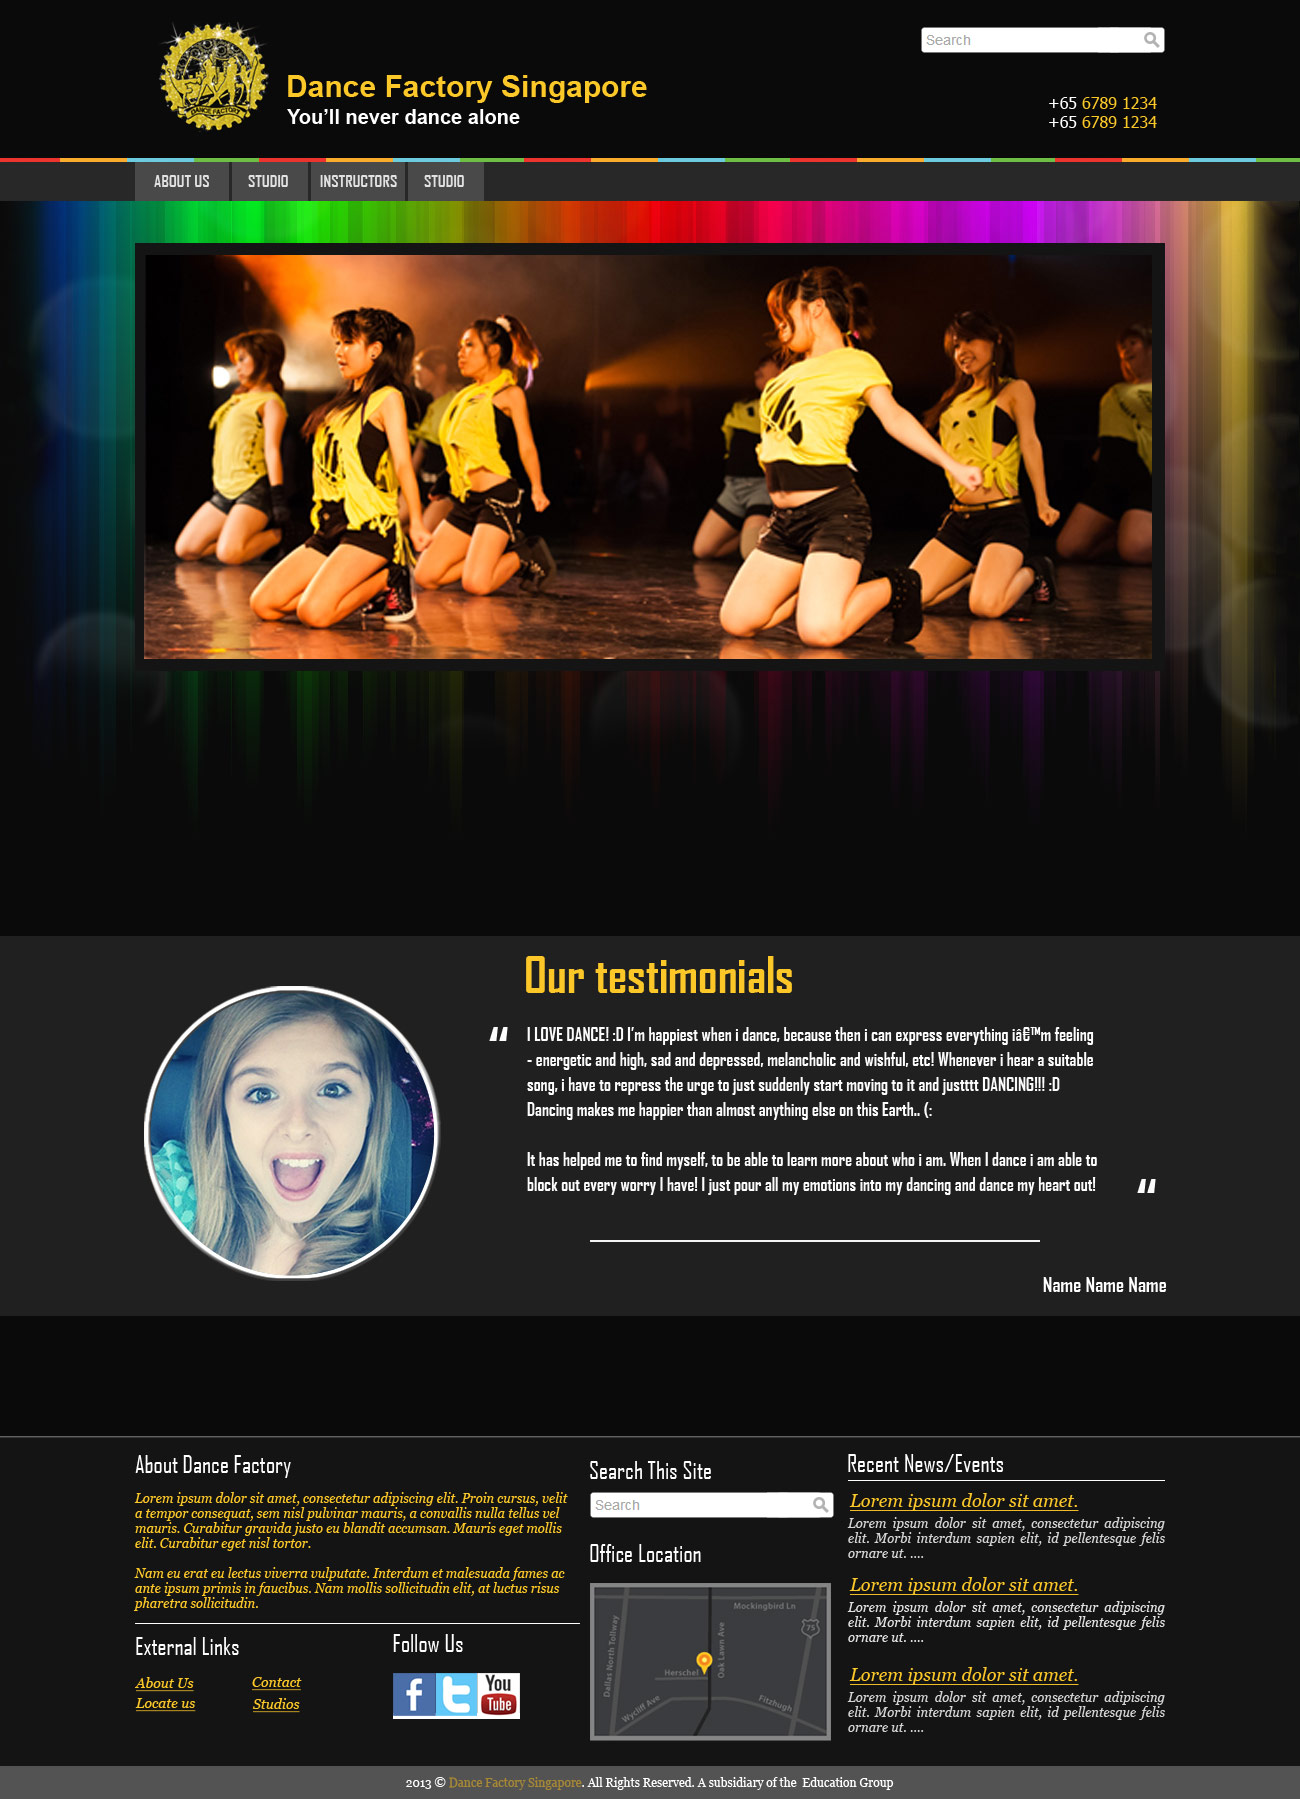 DANCE FACTORY
Dance Factory Singapore
You'll never dance alone
Search
+65 6789 1234
+65 6789 1234
ABOUT US
STUDIO
INSTRUCTORS
STUDIO
Our testimonials
“ I LOVE DANCE! :D I'm happiest when i dance, because then i can express everything iâ€™m feeling
- energetic and high, sad and depressed, melancholic and wishful, etc! Whenever i hear a suitable
song, i have to repress the urge to just suddenly start moving to it and justttt DANCING!!! :D
Dancing makes me happier than almost anything else on this Earth.. (:
It has helped me to find myself, to be able to learn more about who i am. When I dance i am able to
block out every worry I have! I just pour all my emotions into my dancing and dance my heart out! “
Name Name Name
About Dance Factory
Lorem ipsum dolor sit amet, consectetur adipiscing elit. Proin cursus, velit
a tempor consequat, sem nisl pulvinar mauris, a convallis nulla tellus vel
mauris. Curabitur gravida justo eu blandit accumsan. Mauris eget mollis
elit. Curabitur eget nisl tortor.
Nam eu erat eu lectus viverra vulputate. Interdum et malesuada fames ac
ante ipsum primis in faucibus. Nam mollis sollicitudin elit, at luctus risus
pharetra sollicitudin.
External Links
About Us
Contact
Locate us
Studios
Follow Us
f
t
You
Tube
Search This Site
Search
Office Location
Mockingbird Ln
75
Dallas North Tollway
Oak Lawn Ave
Herschel
Wycliff Ave
Fitzhugh
Recent News/Events
Lorem ipsum dolor sit amet.
Lorem ipsum dolor sit amet, consectetur adipiscing
elit. Morbi interdum sapien elit, id pellentesque felis
ornare ut. ....
Lorem ipsum dolor sit amet.
Lorem ipsum dolor sit amet, consectetur adipiscing
elit. Morbi interdum sapien elit, id pellentesque felis
ornare ut. ....
Lorem ipsum dolor sit amet.
Lorem ipsum dolor sit amet, consectetur adipiscing
elit. Morbi interdum sapien elit, id pellentesque felis
ornare ut. ....
2013 © Dance Factory Singapore. All Rights Reserved. A subsidiary of the Education Group